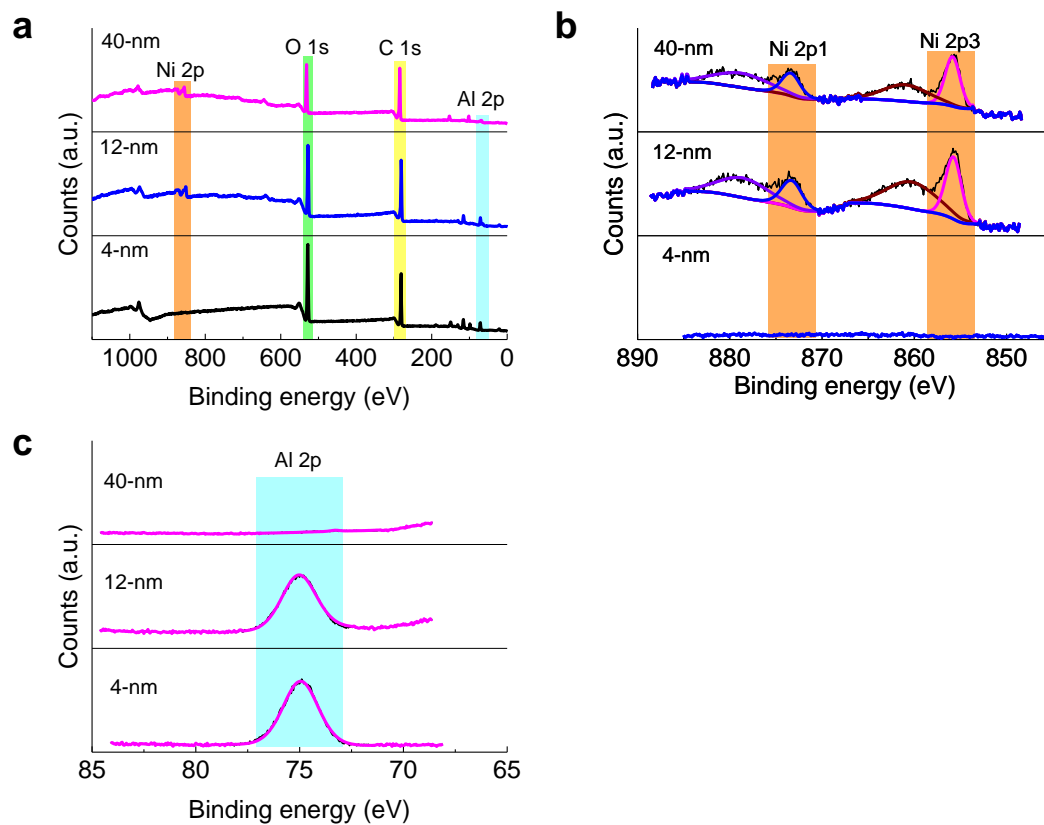 a
40-nm
Ni 2p
O 1s
C 1s
Al 2p
12-nm
4-nm
Counts (a.u.)
1000 800 600 400 200 0
Binding energy (eV)
b
40-nm
Ni 2p1
Ni 2p3
12-nm
4-nm
Counts (a.u.)
890 880 870 860 850
Binding energy (eV)
c
Al 2p
40-nm
12-nm
4-nm
Counts (a.u.)
85 80 75 70 65
Binding energy (eV)